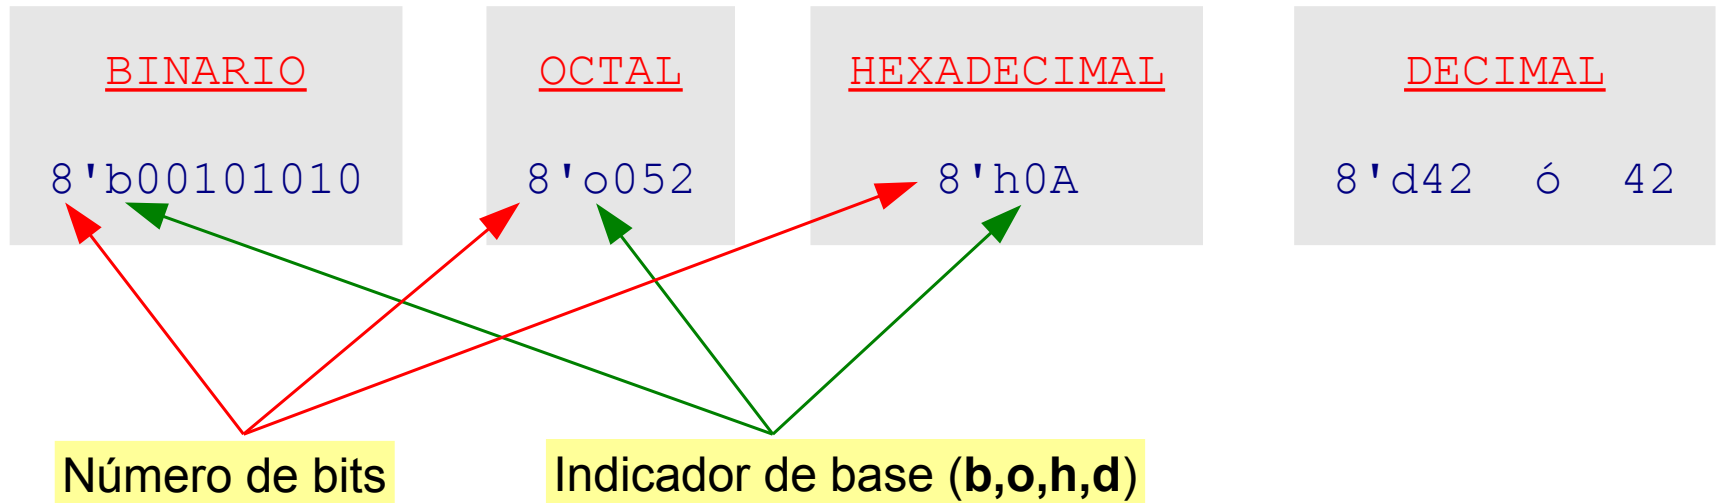 BINARIO OCTAL HEXADECIMAL DECIMAL
8'b00101010 8'o052 8'h0A 8'd42 ó 42
Número de bits Indicador de base (b,o,h,d)